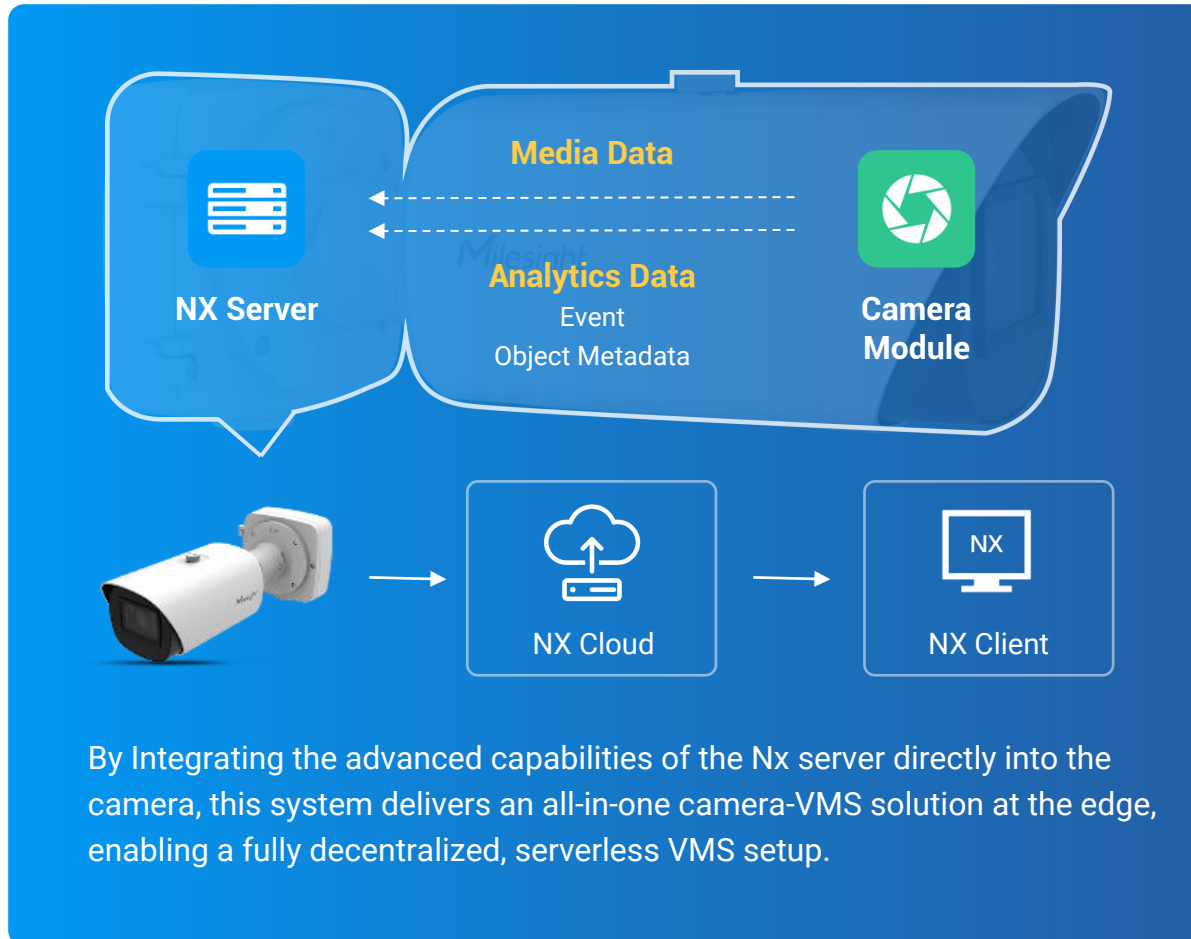 Media Data
Milesight
Analytics Data
NX Server
Event
Object Metadata
Camera
Module
NX
NX Cloud
NX Client
By Integrating the advanced capabilities of the Nx server directly into the
camera, this system delivers an all-in-one camera-VMS solution at the edge,
enabling a fully decentralized, serverless VMS setup.